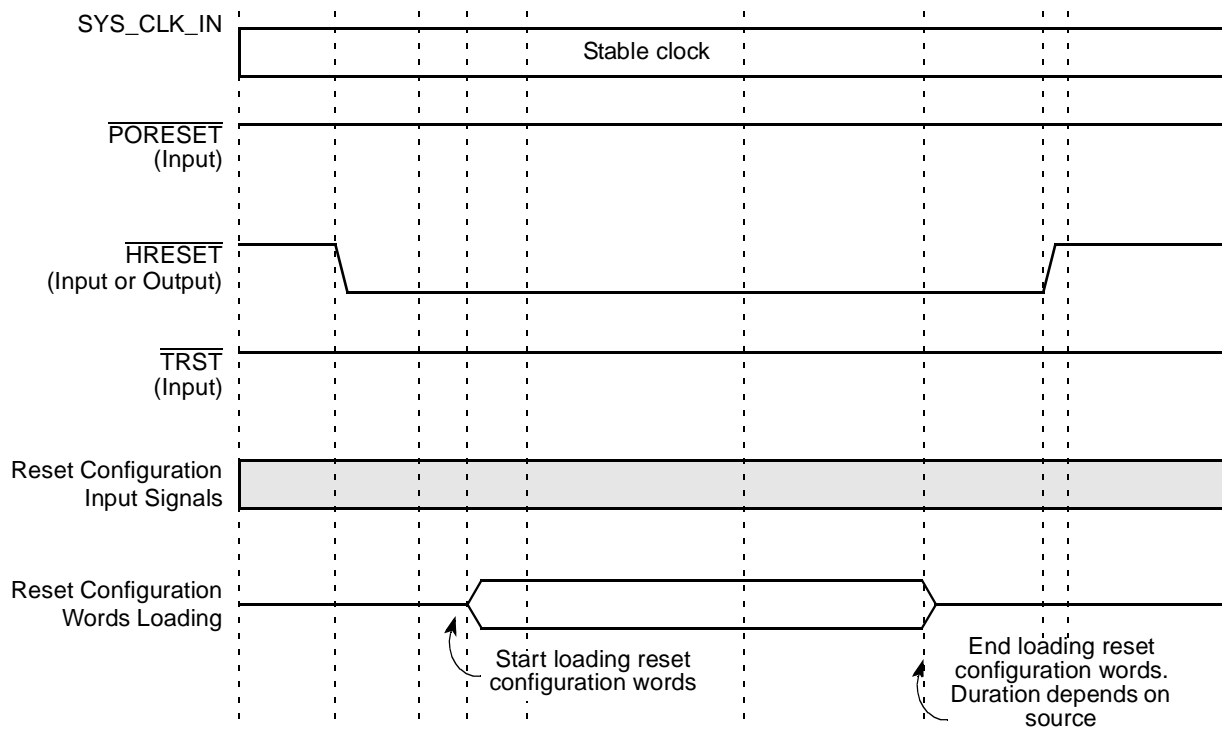 SYS_CLK_IN
Stable clock
PORESET
(Input)
HRESET
(Input or Output)
TRST
(Input)
Reset Configuration
Input Signals
Reset Configuration
Words Loading
Start loading reset
configuration words
End loading reset
configuration words.
Duration depends on
source